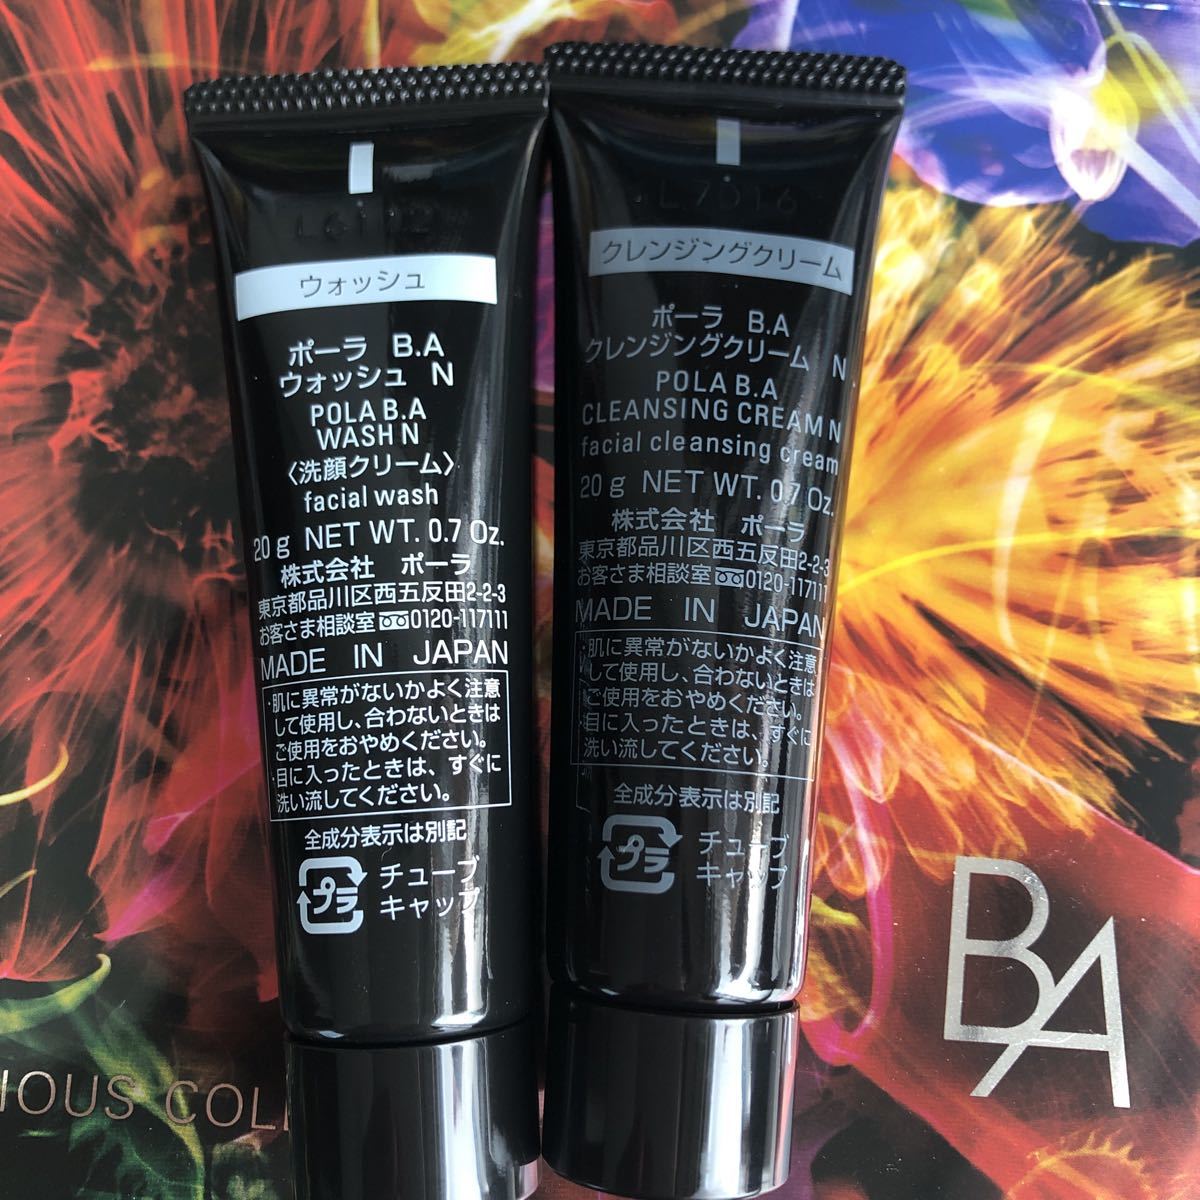 ウォッシュ
ポーラ B.A
ウォッシュ N
POLA B.A
WASH N
〈洗顔クリーム〉
facial wash
20 g NET WT. 0.7 Oz.
株式会社 ポーラ
東京都品川区西五反田2-2-3
お客さま相談室 0120-117111
MADE IN JAPAN
・肌に異常がないかよく注意
して使用し、合わないときは
ご使用をおやめください。
・目に入ったときは、すぐに
洗い流してください。
全成分表示は別記
プラ
チューブ
キャップ
L7016
クレンジングクリーム
ポーラ B.A
クレンジングクリーム N
POLA B.A
CLEANSING CREAM N
facial cleansing cream
20 g NET WT. 0.7 Oz.
株式会社 ポーラ
東京都品川区西五反田2-2-3
お客さま相談室 0120-117111
MADE IN JAPAN
・肌に異常がないかよく注意
して使用し、合わないときは
ご使用をおやめください。
・目に入ったときは、すぐに
洗い流してください。
全成分表示は別記
プラ
チューブ
キャップ
BA
IOUS COLL